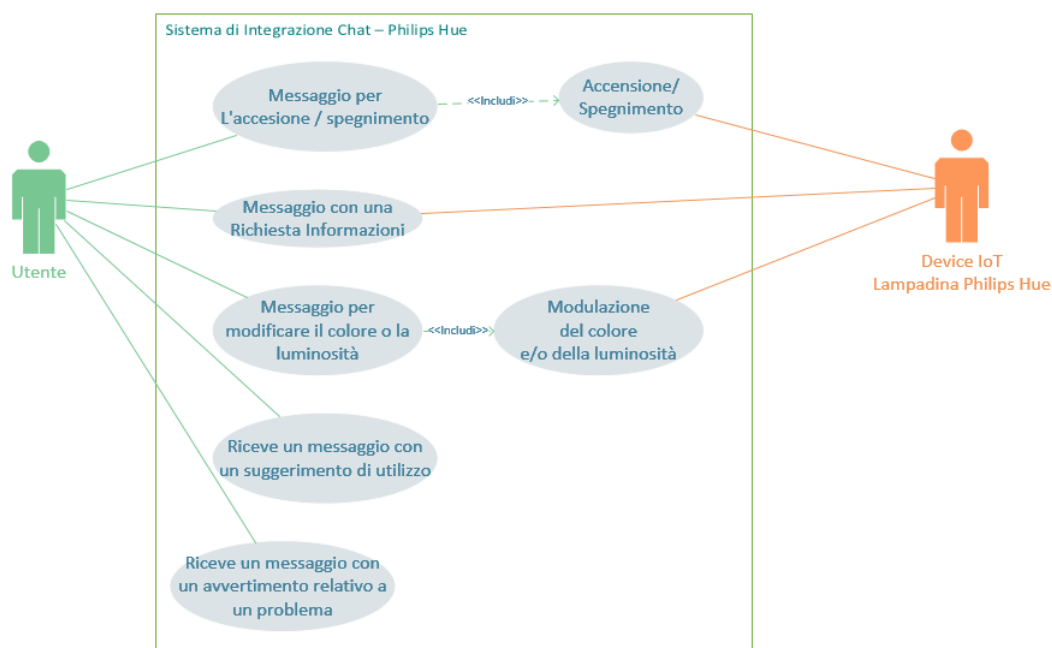 Sistema di Integrazione Chat – Philips Hue
Messaggio per
L'accesione / spegnimento
<<Includi>>
Accensione/
Spegnimento
Messaggio con una
Richiesta Informazioni
Utente
Device IoT
Lampadina Philips Hue
Messaggio per
modificare il colore o la
luminosità
<<Includi>>
Modulazione
del colore
e/o della luminosità
Riceve un messaggio con
un suggerimento di utilizzo
Riceve un messaggio con
un avvertimento relativo a
un problema